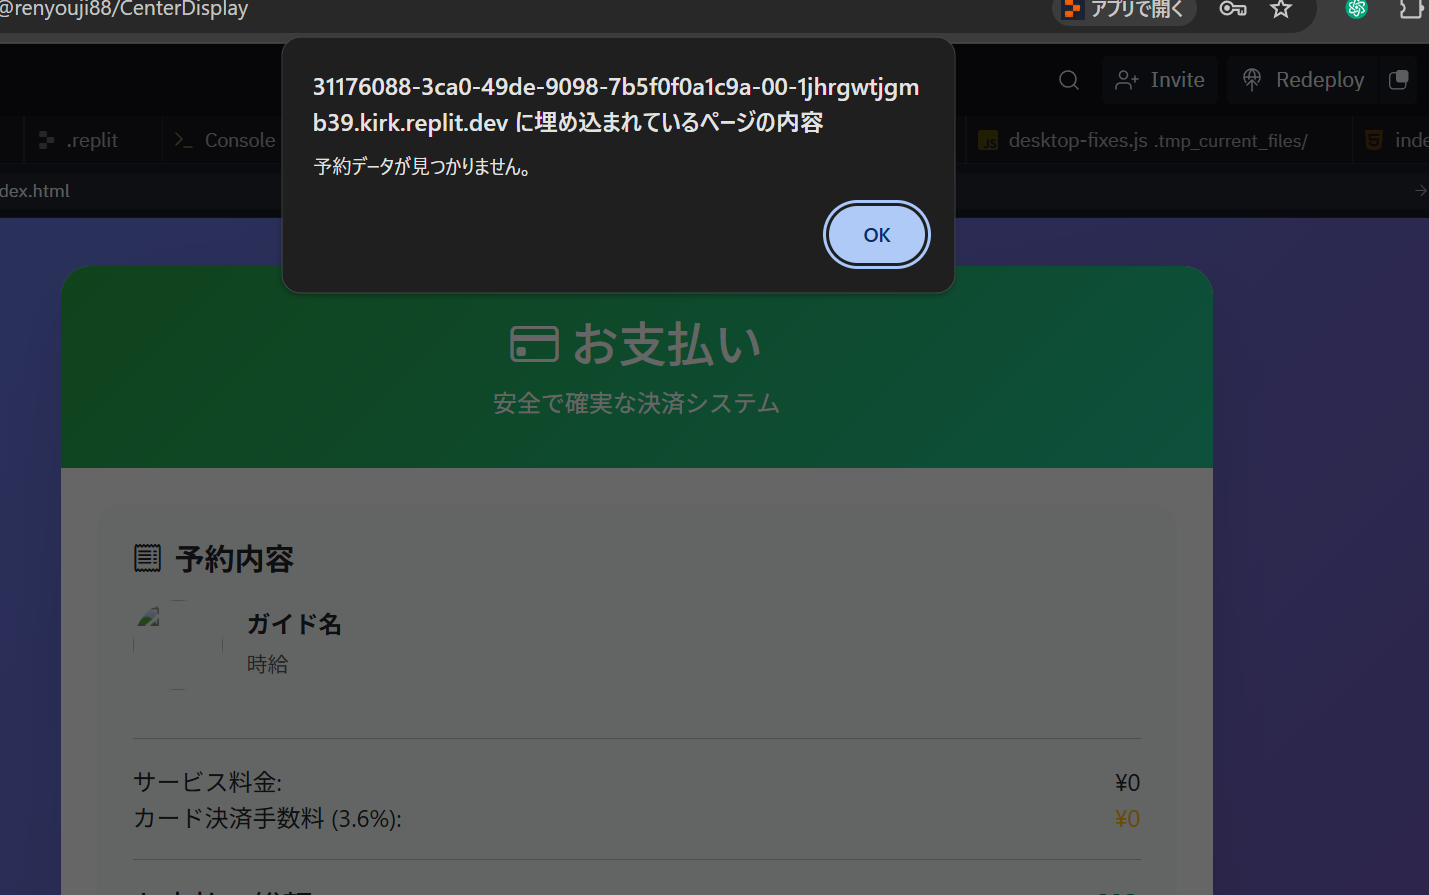 @renyouji88/CenterDisplay
アプリで開く
31176088-3ca0-49de-9098-7b5f0f0a1c9a-00-1jhrgwtjgm
b39.kirk.replit.dev に埋め込まれているページの内容
予約データが見つかりません。
OK
Invite
Redeploy
.replit
Console
JS desktop-fixes.js .tmp_current_files/
inde
dex.html
お支払い
安全で確実な決済システム
予約内容
ガイド名
時給
サービス料金: ¥0
カード決済手数料 (3.6%): ¥0